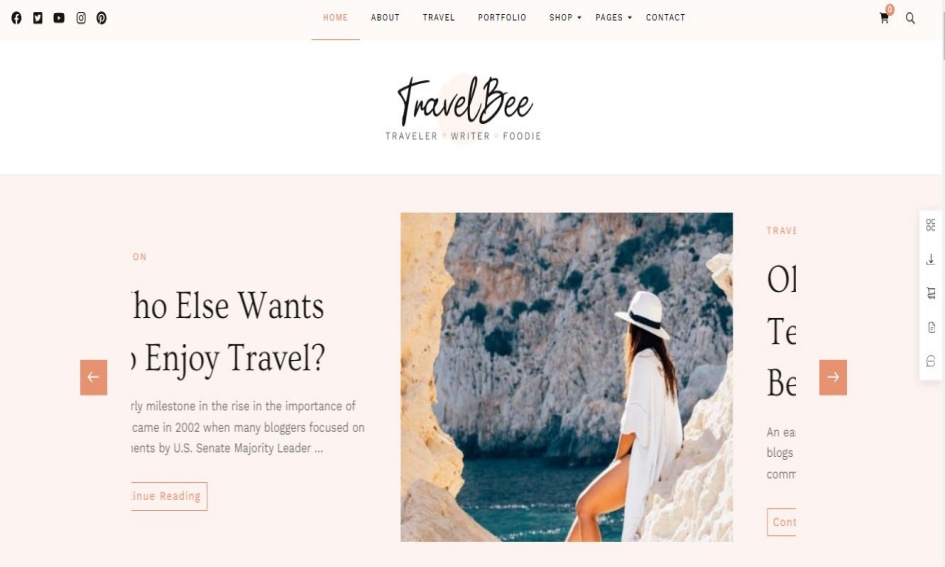 HOME ABOUT TRAVEL PORTFOLIO SHOP PAGES CONTACT
0
TravelBee
TRAVELER WRITER FOODIE
ON
ho Else Wants
Enjoy Travel?
rly milestone in the rise in the importance of
came in 2002 when many bloggers focused on
ents by U.S. Senate Majority Leader ...
inue Reading
TRAVE
Ol
Te
Be
An ea
blogs
comm
Cont